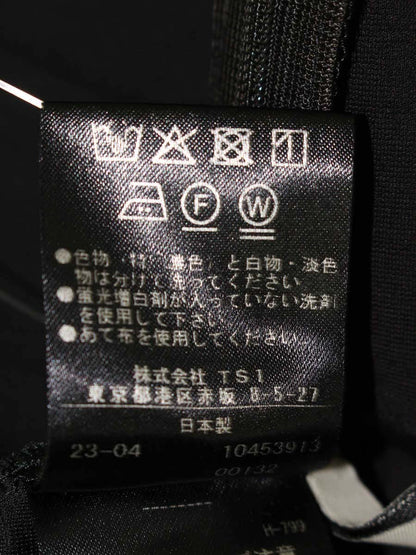 F W
●色物（特に濃色）と白物・淡色
物は分けて洗ってください
●蛍光増白剤が入っていない洗剤
を使用して下さい
●あて布を使用してください。
株式会社 TSI
東京都港区赤坂 8-5-27
日本製
23-04 10453913
00132
H-799